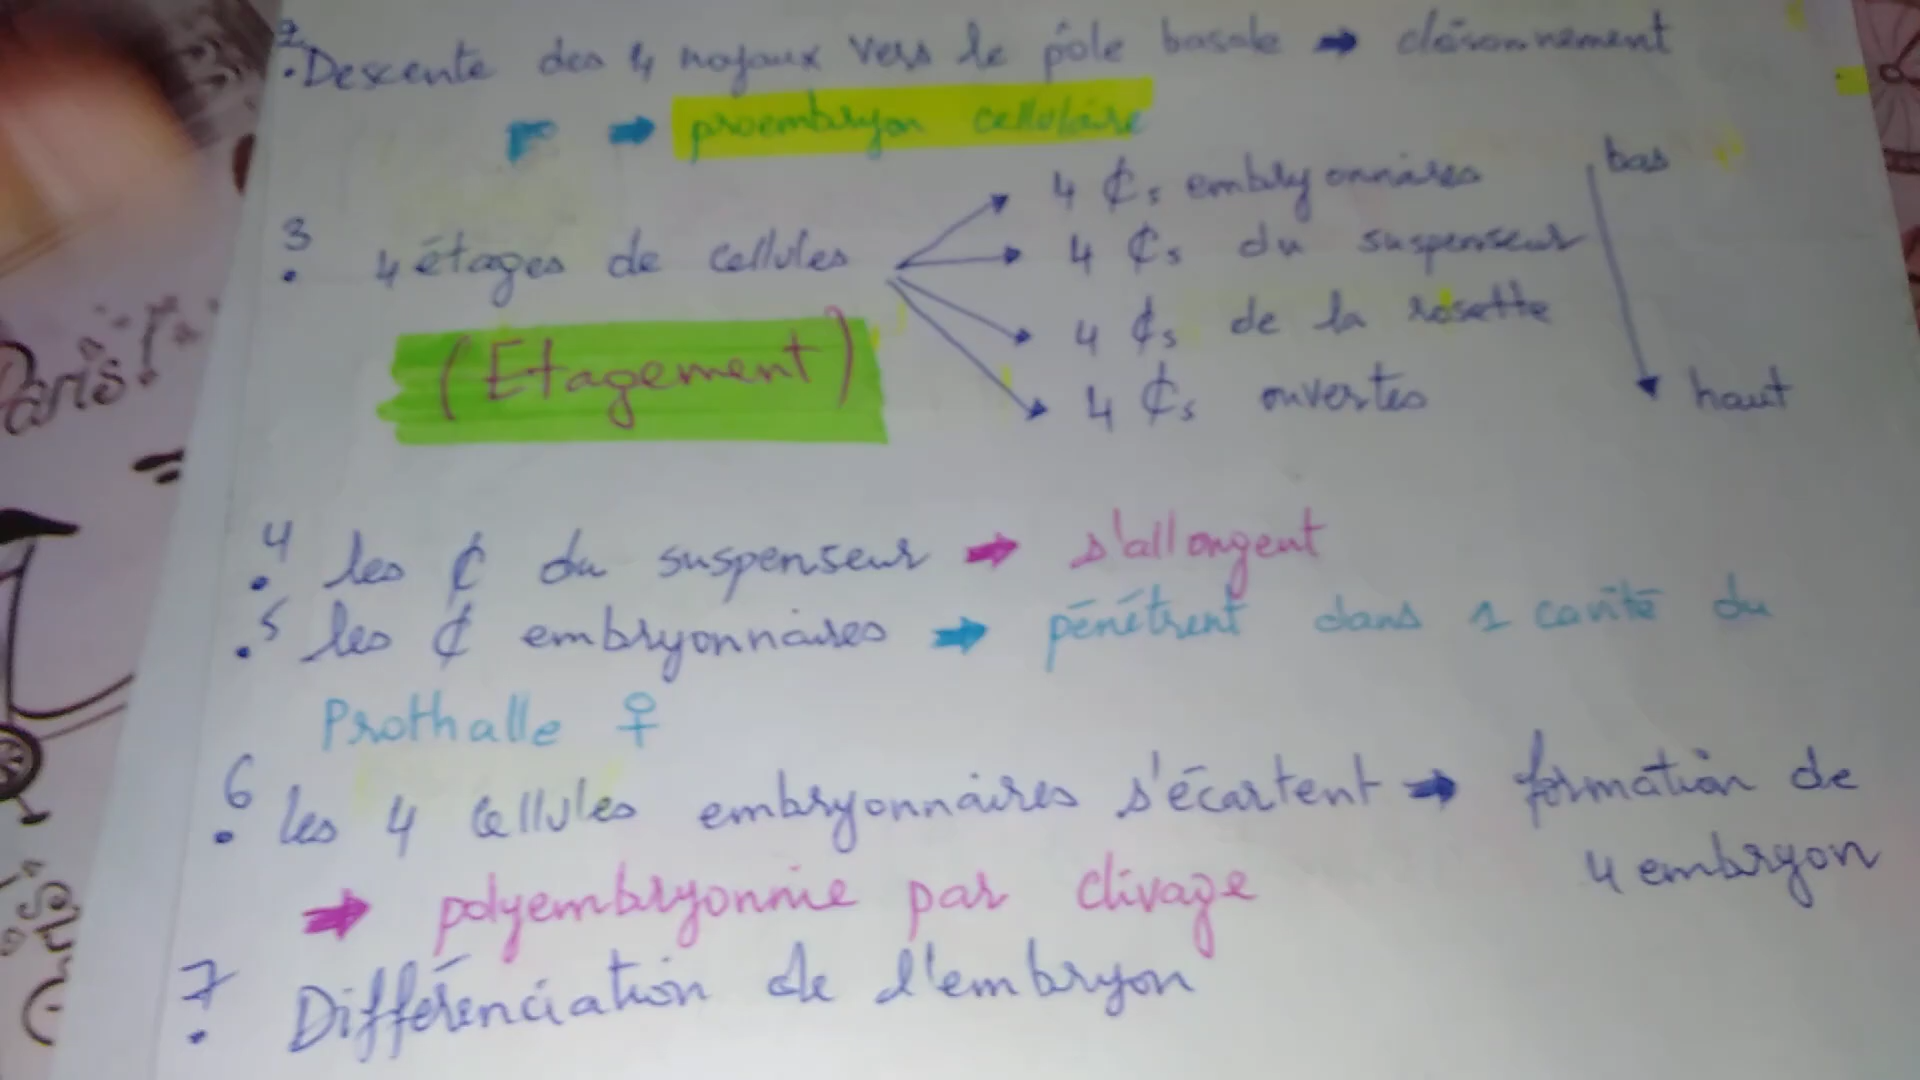 2. Descente des 4 noyaux vers le pôle basale → cloisonnement
→ proembryon cellulaire
3. 4 étages de cellules
(Etagement)
4 ₵s embryonnaires
4 ₵s du suspenseur
4 ₵s de la rosette
4 ₵s ouvertes
bas
haut
4. les ₵ du suspenseur → s'allongent
5. les ₵ embryonnaires → pénétrent dans 1 cavité du
Prothalle ♀
6. les 4 cellules embryonnaires s'écartent → formation de
4 embryon
→ polyembryonnie par clivage
7. Différenciation de l'embryon
Paris